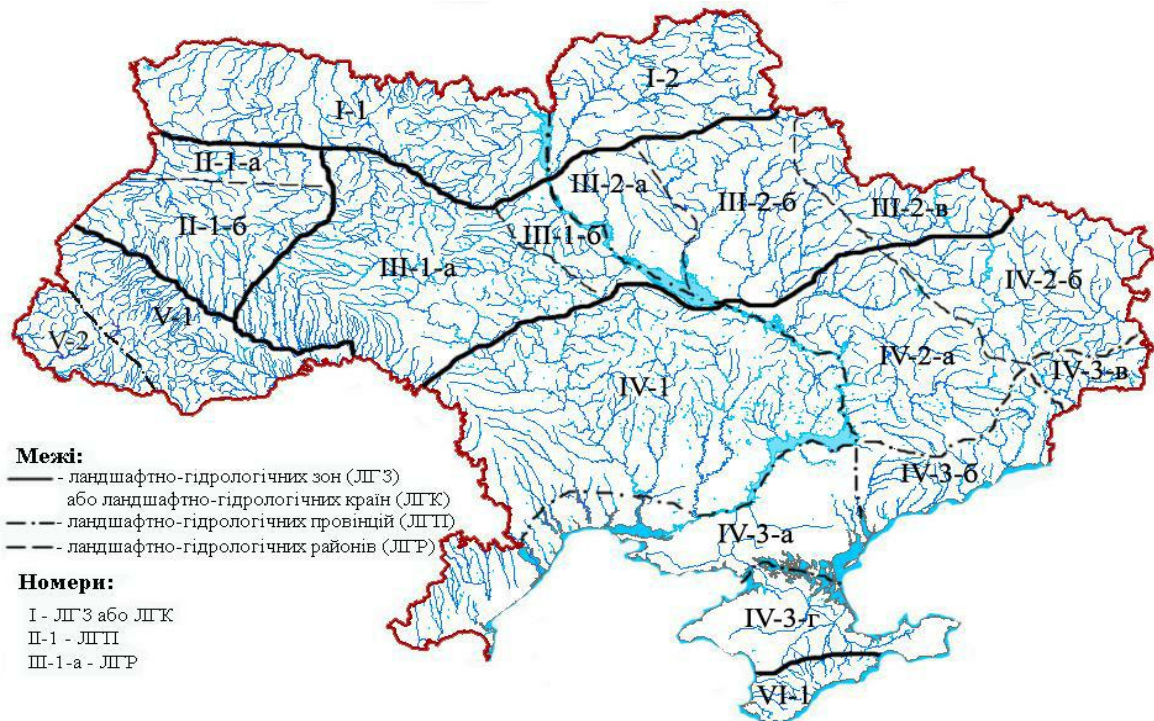 I-2
I-1
II-1-а
III-2-а
III-2-б
III-2-в
II-1-б
III-1-б
III-1-а
IV-2-б
V-1
V-2
IV-2-а
IV-3-в
IV-1
IV-3-б
IV-3-а
IV-3-г
VI-1
Межі:
- ландшафтно-гідрологічних зон (ЛГЗ)
або ландшафтно-гідрологічних країн (ЛГК)
- ландшафтно-гідрологічних провінцій (ЛГП)
- ландшафтно-гідрологічних районів (ЛГР)
Номери:
I - ЛГЗ або ЛГК
II-1 - ЛГП
III-1-а - ЛГР